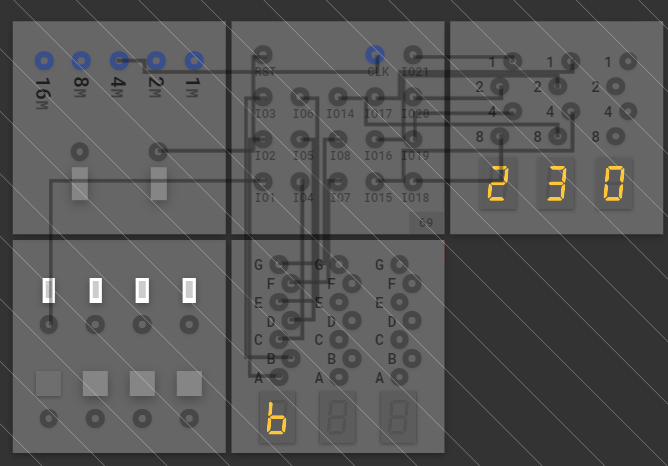 16M 8M 4M 2M 1M
RST CLK IO21
IO3 IO6 IO14 IO17 IO20
IO2 IO5 IO8 IO16 IO19
IO1 IO4 IO7 IO15 IO18
69
1 1 1
2 2 2
4 4 4
8 8 8
2 3 0
G G G
F F F
E E E
D D D
C C C
B B B
A A A
b